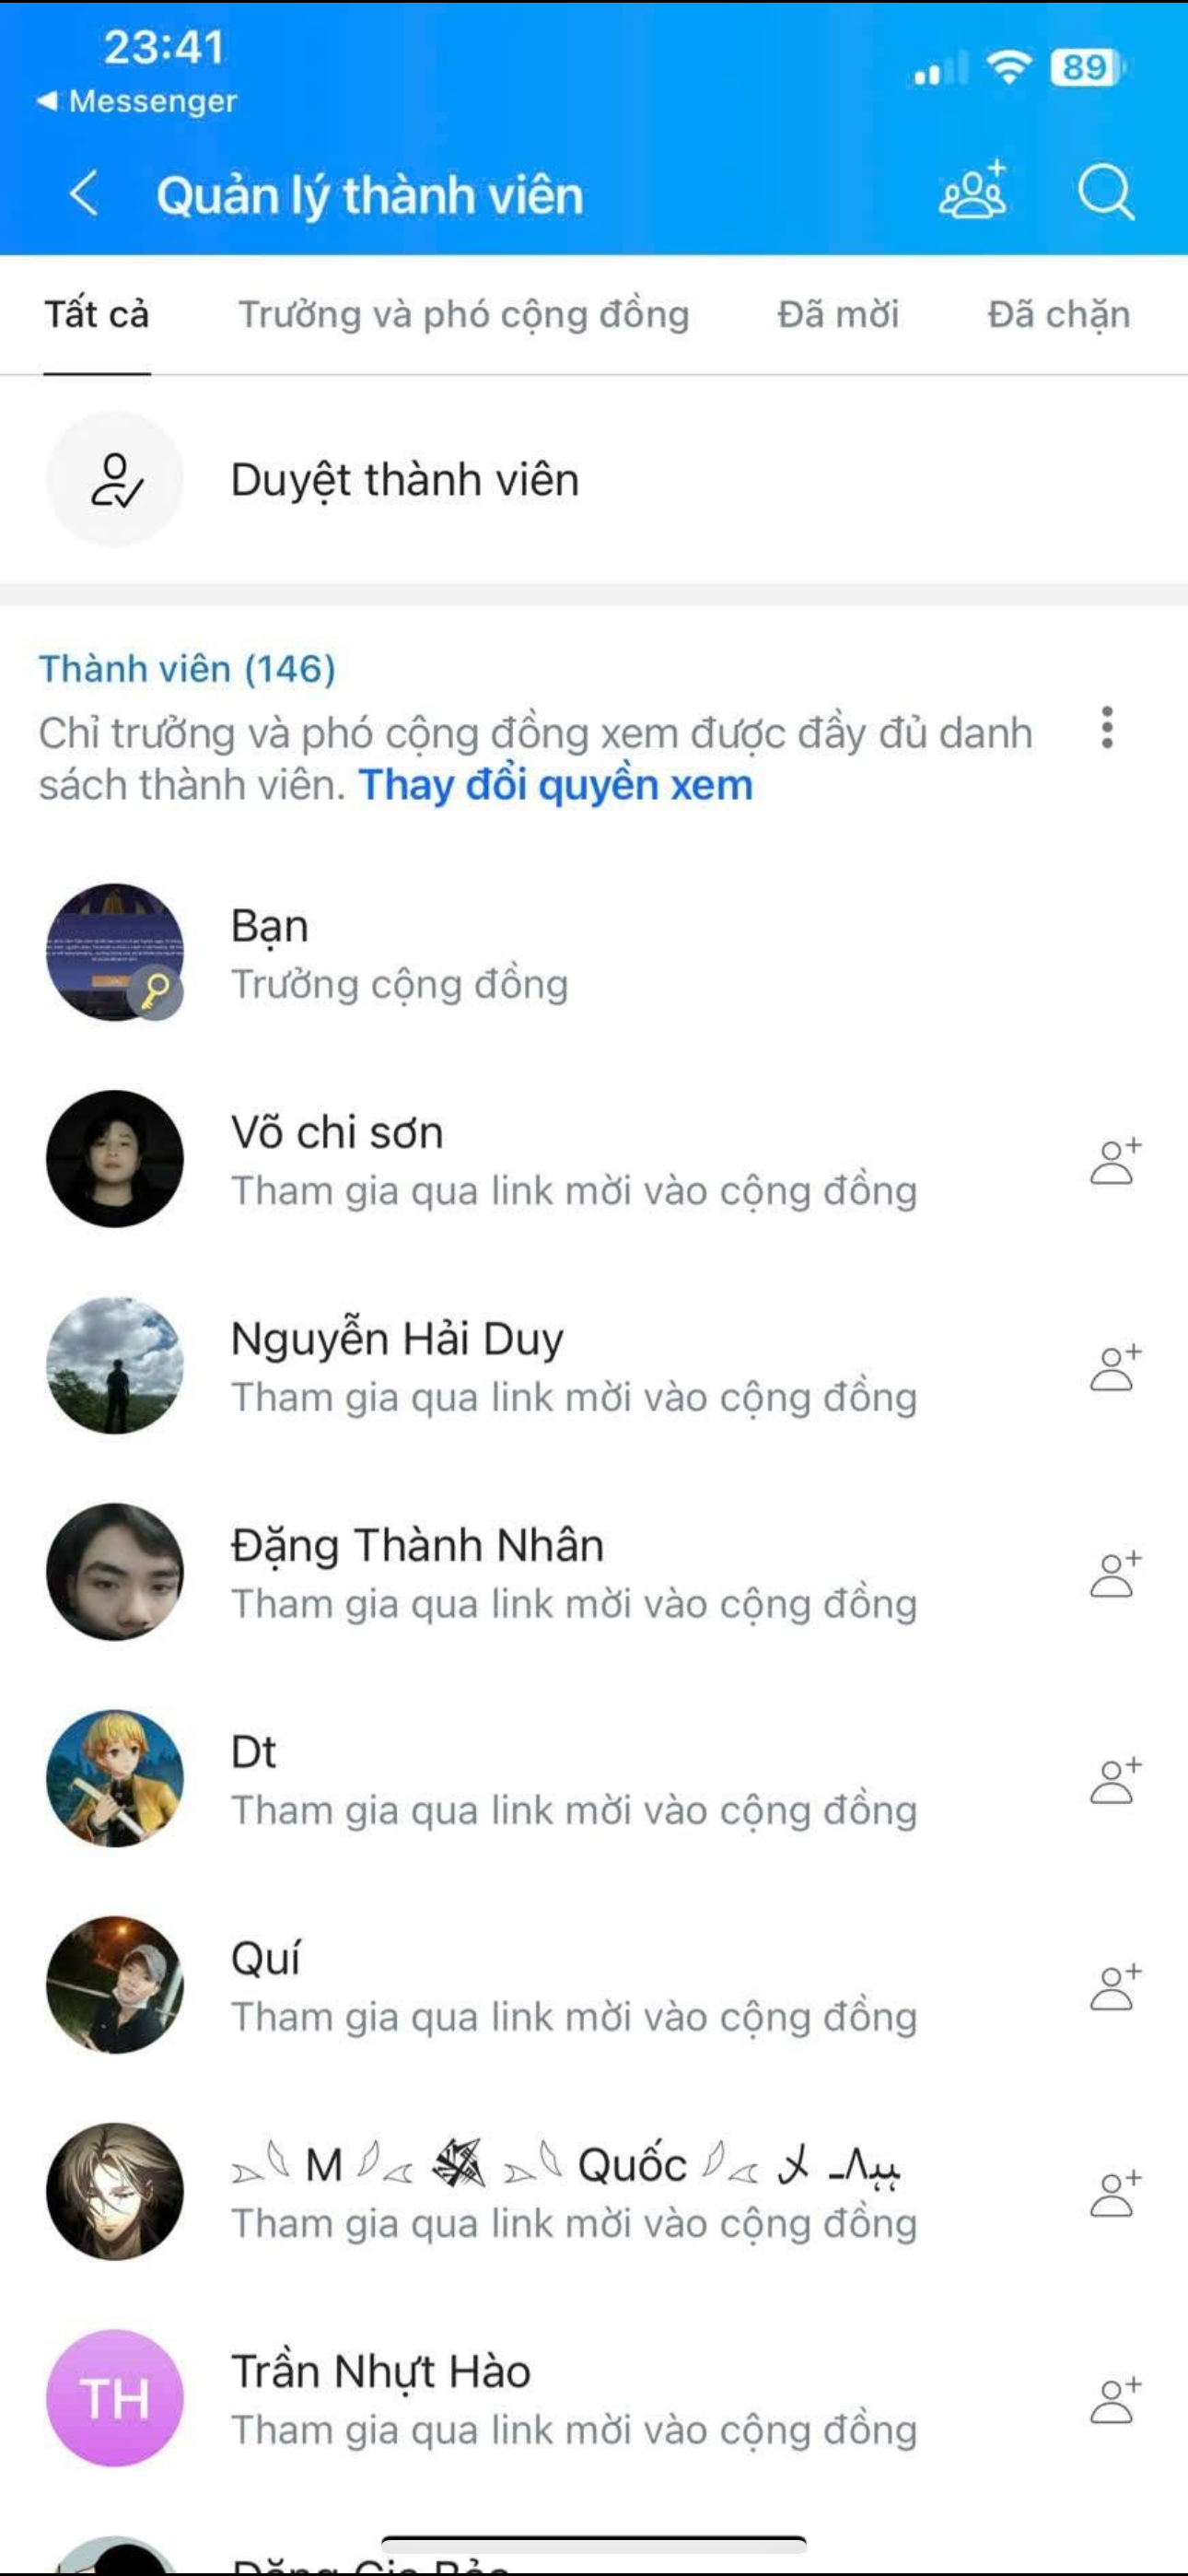 23:41
89
Messenger
Quản lý thành viên
Tất cả
Trưởng và phó cộng đồng
Đã mời
Đã chặn
Duyệt thành viên
Thành viên (146)
Chỉ trưởng và phó cộng đồng xem được đầy đủ danh
sách thành viên. Thay đổi quyền xem
Bạn
Trưởng cộng đồng
Võ chi sơn
Tham gia qua link mời vào cộng đồng
Nguyễn Hải Duy
Tham gia qua link mời vào cộng đồng
Đặng Thành Nhân
Tham gia qua link mời vào cộng đồng
Dt
Tham gia qua link mời vào cộng đồng
Quí
Tham gia qua link mời vào cộng đồng
M Quốc
Tham gia qua link mời vào cộng đồng
TH
Trần Nhựt Hào
Tham gia qua link mời vào cộng đồng